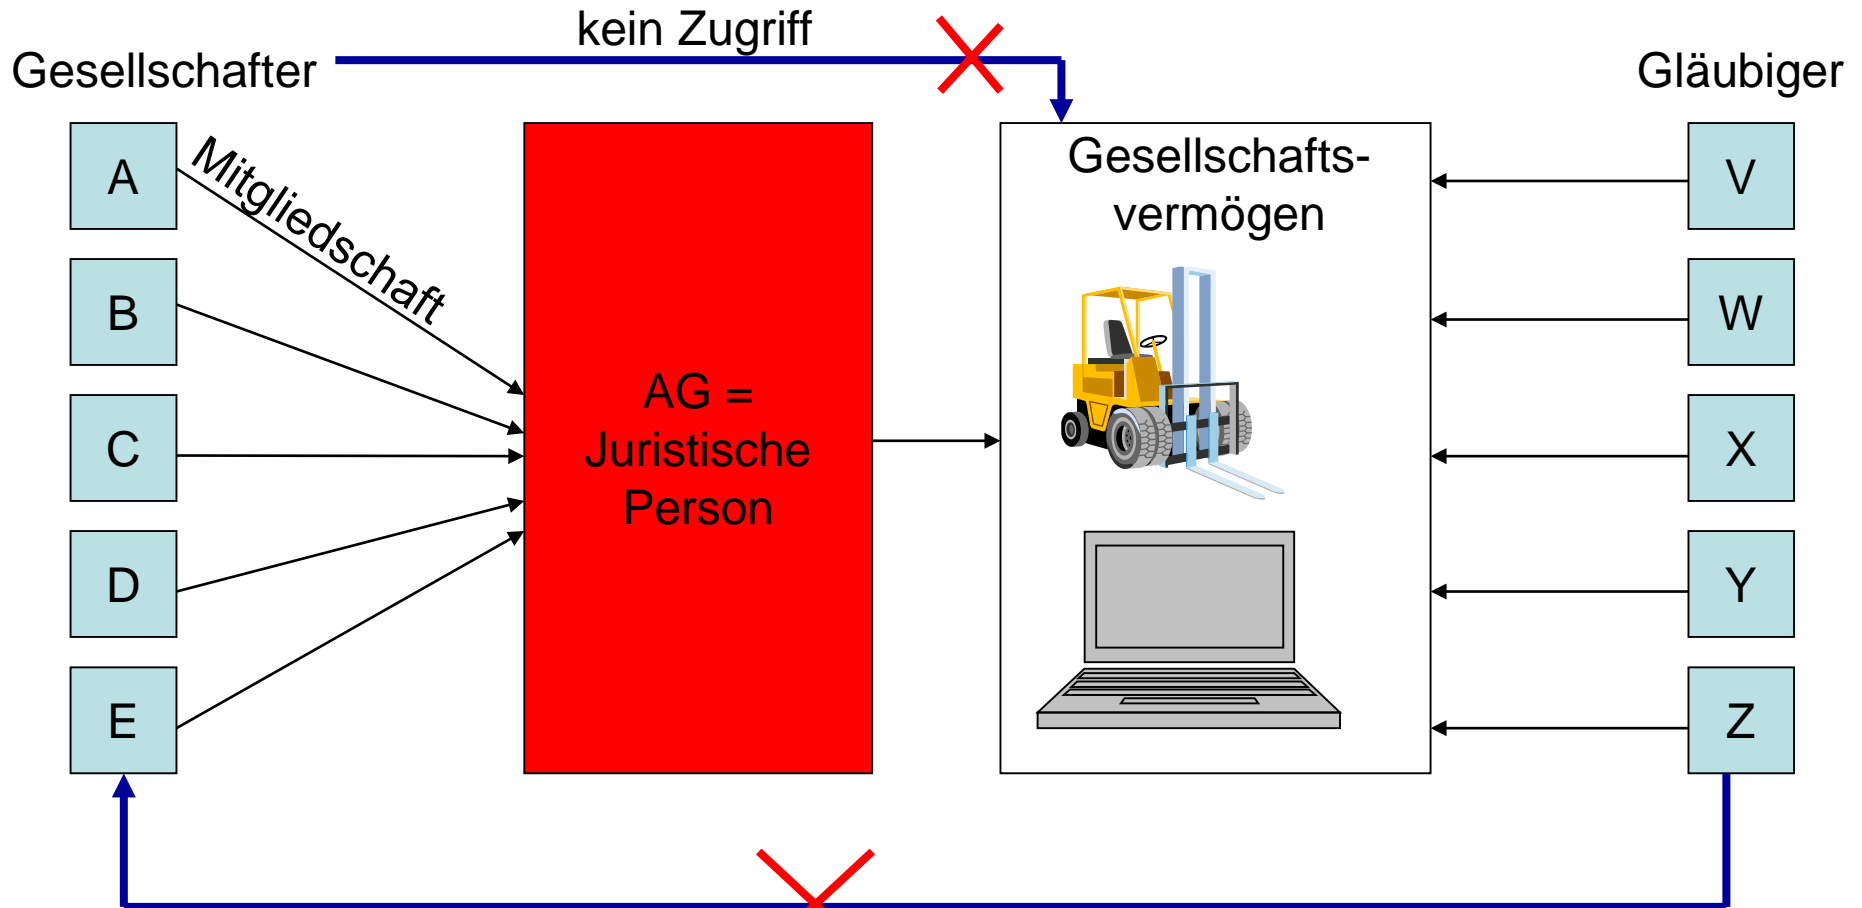 kein Zugriff
Gesellschafter
Gläubiger
A
B
C
D
E
Mitgliedschaft
AG =
Juristische
Person
Gesellschafts-
vermögen
V
W
X
Y
Z